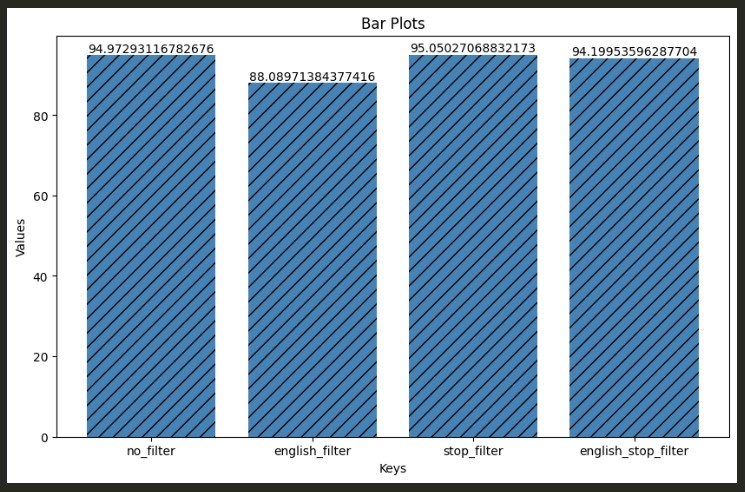 Bar Plots
94.97293116782676
88.08971384377416
95.05027068832173
94.19953596287704
80
60
40
20
0
Values
no_filter
english_filter
stop_filter
english_stop_filter
Keys